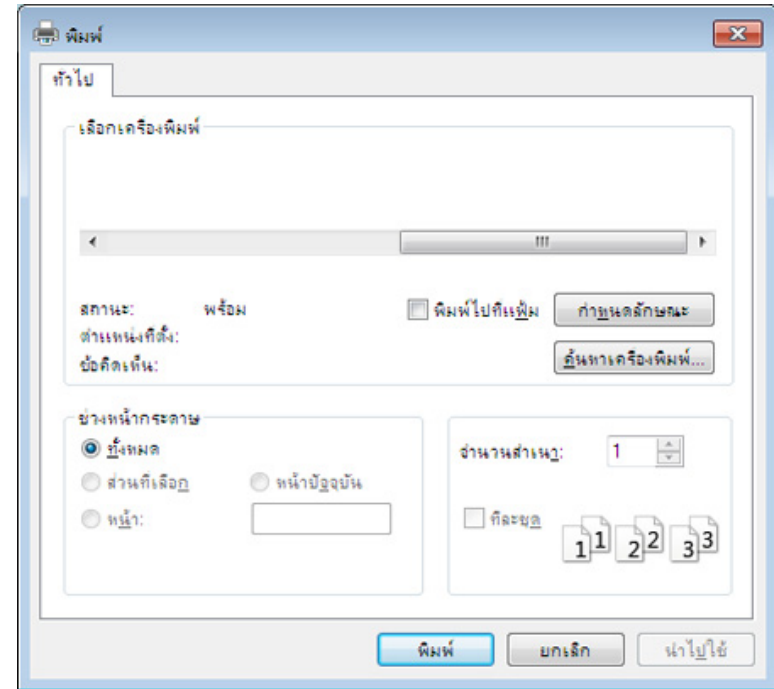 พิมพ์
ทั่วไป
เลือกเครื่องพิมพ์
สถานะ: พร้อม
พิมพ์ไปที่แฟ้ม
กำหนดลักษณะ
ตำแหน่งที่ตั้ง:
ข้อคิดเห็น:
ค้นหาเครื่องพิมพ์...
ช่วงหน้ากระดาษ
ทั้งหมด
จำนวนสำเนา: 1
ส่วนที่เลือก
หน้าปัจจุบัน
หน้า:
ทีละชุด
1 1 2 2 3 3
พิมพ์
ยกเลิก
นำไปใช้